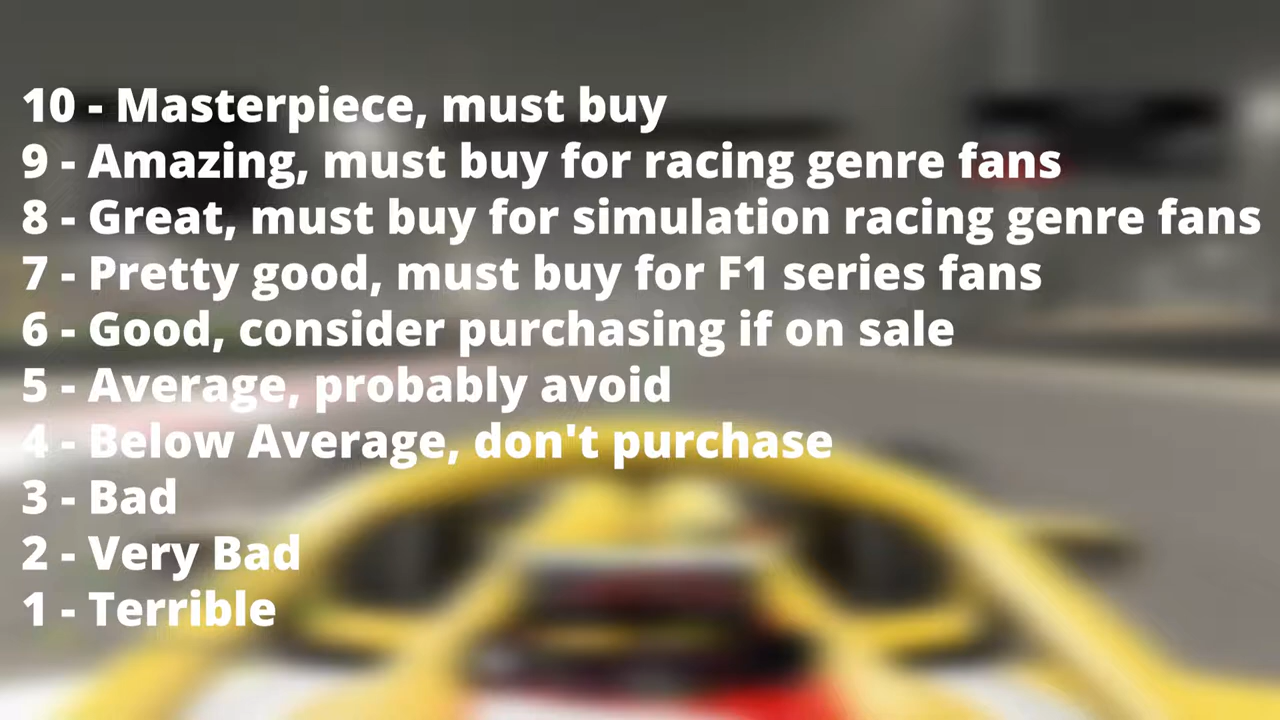 10 - Masterpiece, must buy
9 - Amazing, must buy for racing genre fans
8 - Great, must buy for simulation racing genre fans
7 - Pretty good, must buy for F1 series fans
6 - Good, consider purchasing if on sale
5 - Average, probably avoid
4 - Below Average, don't purchase
3 - Bad
2 - Very Bad
1 - Terrible